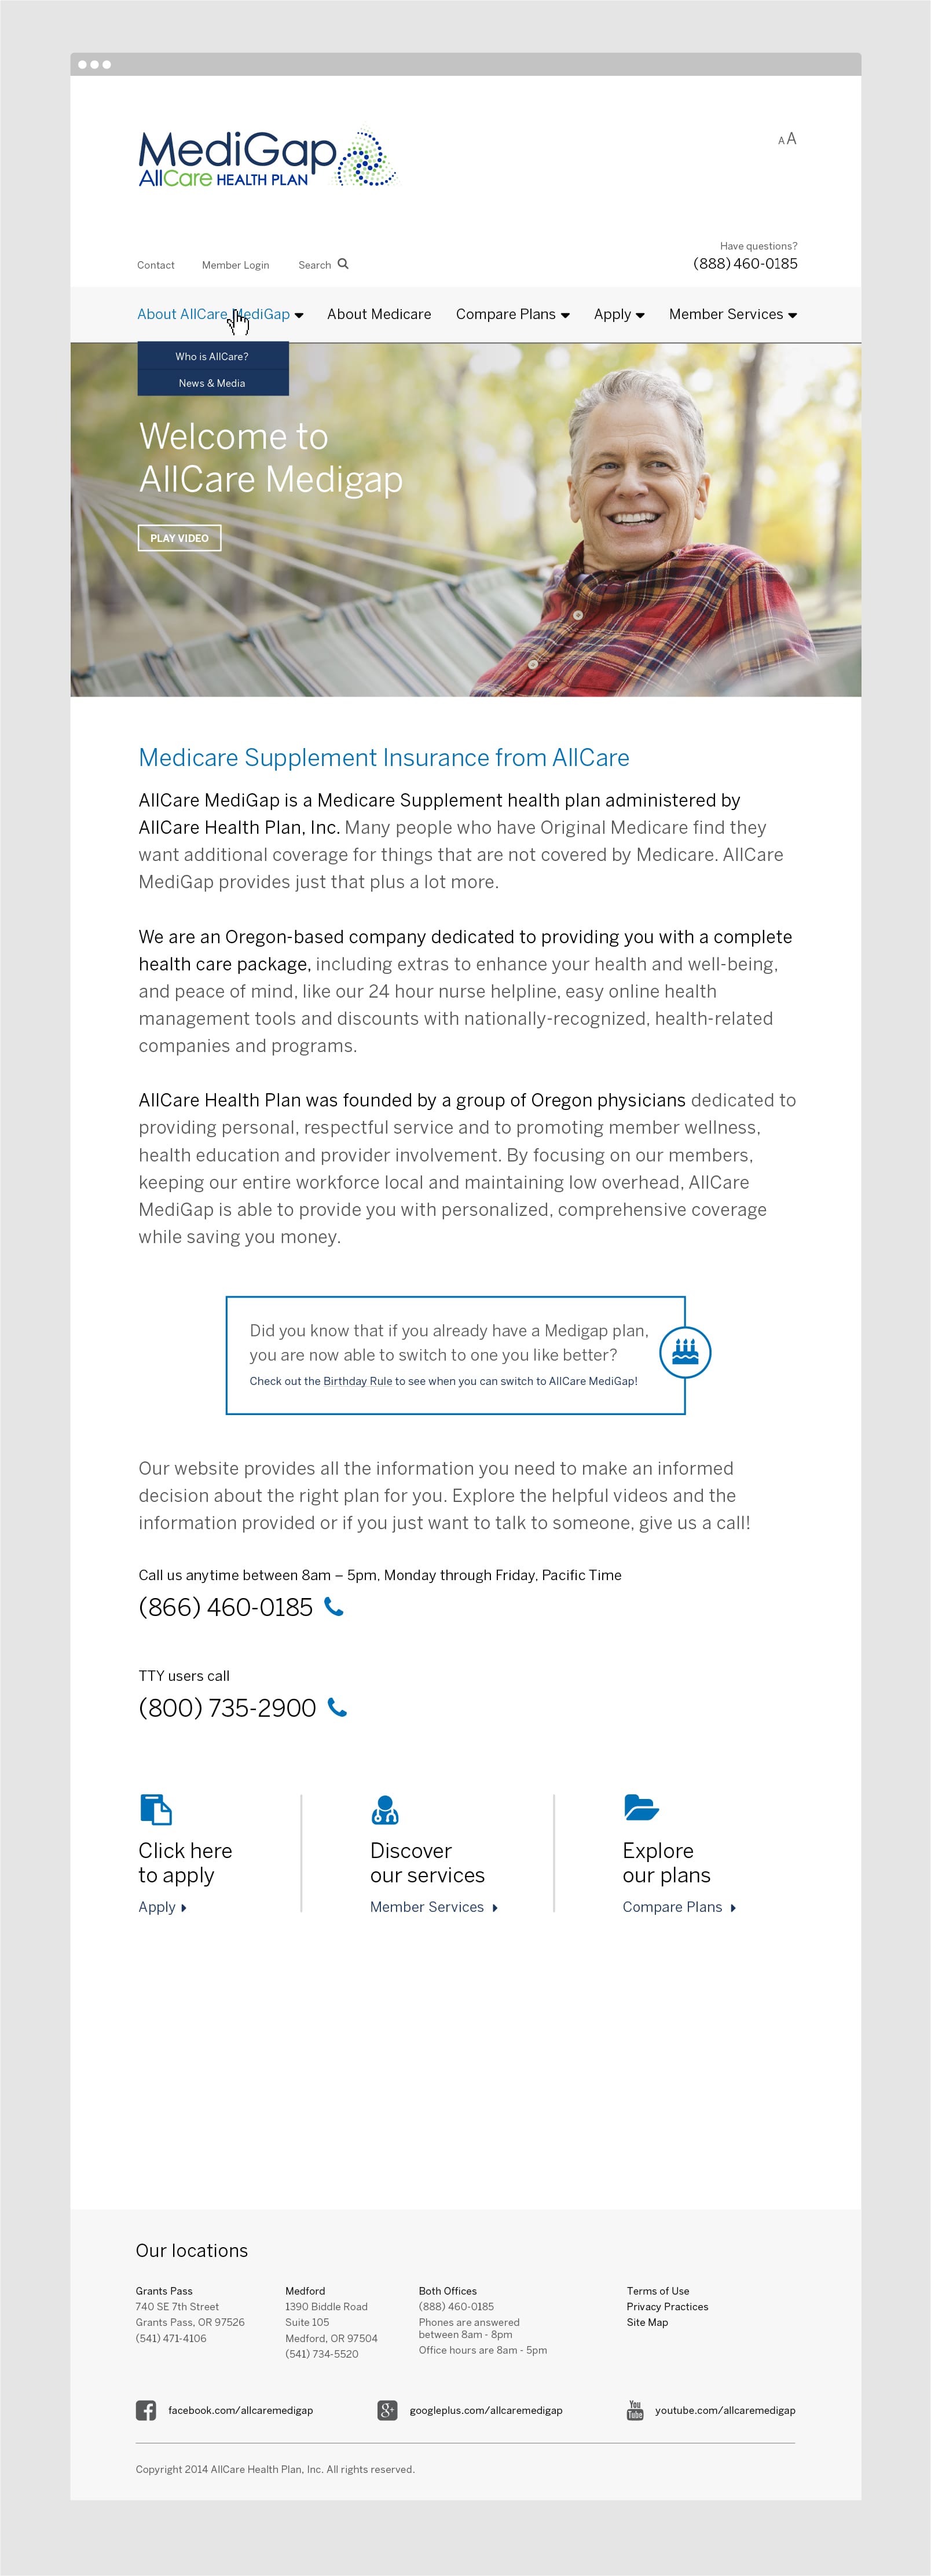 MediGap
AllCare HEALTH PLAN
A A
Have questions?
Contact Member Login Search (888) 460-0185
About AllCare MediGap About Medicare Compare Plans Apply Member Services
Who is AllCare?
News & Media
Welcome to
AllCare Medigap
PLAY VIDEO
Medicare Supplement Insurance from AllCare
AllCare MediGap is a Medicare Supplement health plan administered by
AllCare Health Plan, Inc. Many people who have Original Medicare find they
want additional coverage for things that are not covered by Medicare. AllCare
MediGap provides just that plus a lot more.
We are an Oregon-based company dedicated to providing you with a complete
health care package, including extras to enhance your health and well-being,
and peace of mind, like our 24 hour nurse helpline, easy online health
management tools and discounts with nationally-recognized, health-related
companies and programs.
AllCare Health Plan was founded by a group of Oregon physicians dedicated to
providing personal, respectful service and to promoting member wellness,
health education and provider involvement. By focusing on our members,
keeping our entire workforce local and maintaining low overhead, AllCare
MediGap is able to provide you with personalized, comprehensive coverage
while saving you money.
Did you know that if you already have a Medigap plan,
you are now able to switch to one you like better?
Check out the Birthday Rule to see when you can switch to AllCare MediGap!
Our website provides all the information you need to make an informed
decision about the right plan for you. Explore the helpful videos and the
information provided or if you just want to talk to someone, give us a call!
Call us anytime between 8am – 5pm, Monday through Friday, Pacific Time
(866) 460-0185
TTY users call
(800) 735-2900
Click here
to apply
Apply
Discover
our services
Member Services
Explore
our plans
Compare Plans
Our locations
Grants Pass
740 SE 7th Street
Grants Pass, OR 97526
(541) 471-4106
Medford
1390 Biddle Road
Suite 105
Medford, OR 97504
(541) 734-5520
Both Offices
(888) 460-0185
Phones are answered
between 8am - 8pm
Office hours are 8am - 5pm
Terms of Use
Privacy Practices
Site Map
facebook.com/allcaremedigap
g+ googleplus.com/allcaremedigap
You Tube youtube.com/allcaremedigap
Copyright 2014 AllCare Health Plan, Inc. All rights reserved.